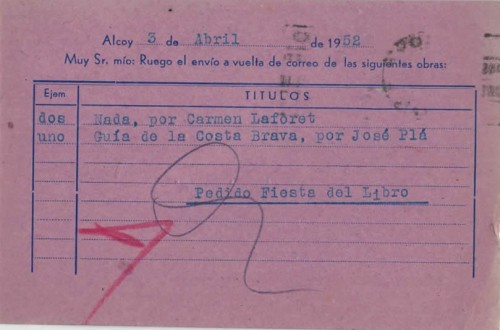 Alcoy 3 de Abril de 1952
Muy Sr. mío: Ruego el envío a vuelta de correo de las siguientes obras:
Ejem. TITULOS
dos Nada, por Carmen Laforet
uno Guía de la Costa Brava, por José Plá
Pedido Fiesta del Libro